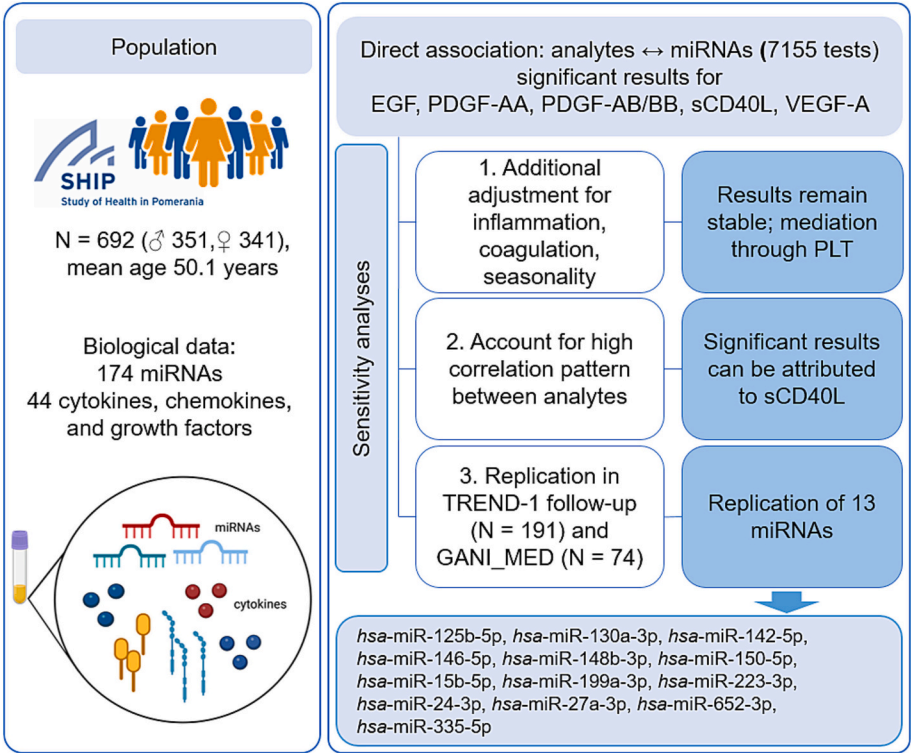 Population
SHIP
Study of Health in Pomerania
N = 692 (♂ 351,♀ 341),
mean age 50.1 years
Biological data:
174 miRNAs
44 cytokines, chemokines,
and growth factors
miRNAs
cytokines
Direct association: analytes ↔ miRNAs (7155 tests)
significant results for
EGF, PDGF-AA, PDGF-AB/BB, sCD40L, VEGF-A
Sensitivity analyses
1. Additional
adjustment for
inflammation,
coagulation,
seasonality
Results remain
stable; mediation
through PLT
2. Account for high
correlation pattern
between analytes
Significant results
can be attributed
to sCD40L
3. Replication in
TREND-1 follow-up
(N = 191) and
GANI_MED (N = 74)
Replication of 13
miRNAs
hsa-miR-125b-5p, hsa-miR-130a-3p, hsa-miR-142-5p,
hsa-miR-146-5p, hsa-miR-148b-3p, hsa-miR-150-5p,
hsa-miR-15b-5p, hsa-miR-199a-3p, hsa-miR-223-3p,
hsa-miR-24-3p, hsa-miR-27a-3p, hsa-miR-652-3p,
hsa-miR-335-5p